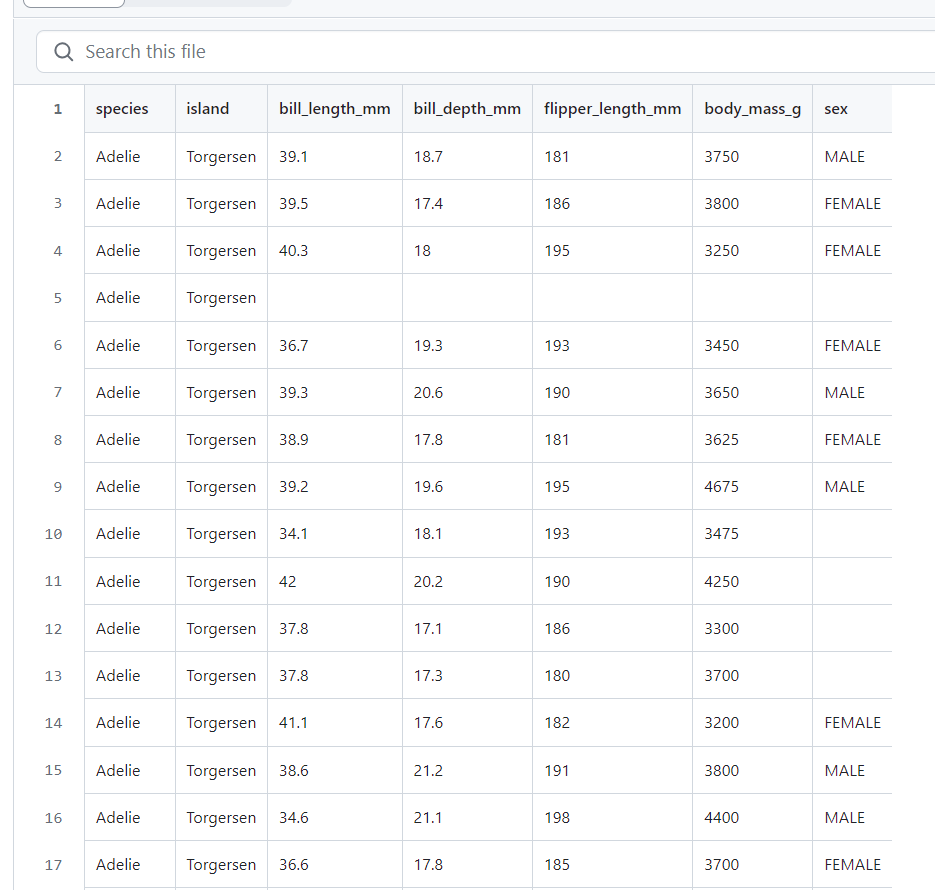 Search this file
1 species island bill_length_mm bill_depth_mm flipper_length_mm body_mass_g sex
2 Adelie Torgersen 39.1 18.7 181 3750 MALE
3 Adelie Torgersen 39.5 17.4 186 3800 FEMALE
4 Adelie Torgersen 40.3 18 195 3250 FEMALE
5 Adelie Torgersen
6 Adelie Torgersen 36.7 19.3 193 3450 FEMALE
7 Adelie Torgersen 39.3 20.6 190 3650 MALE
8 Adelie Torgersen 38.9 17.8 181 3625 FEMALE
9 Adelie Torgersen 39.2 19.6 195 4675 MALE
10 Adelie Torgersen 34.1 18.1 193 3475
11 Adelie Torgersen 42 20.2 190 4250
12 Adelie Torgersen 37.8 17.1 186 3300
13 Adelie Torgersen 37.8 17.3 180 3700
14 Adelie Torgersen 41.1 17.6 182 3200 FEMALE
15 Adelie Torgersen 38.6 21.2 191 3800 MALE
16 Adelie Torgersen 34.6 21.1 198 4400 MALE
17 Adelie Torgersen 36.6 17.8 185 3700 FEMALE